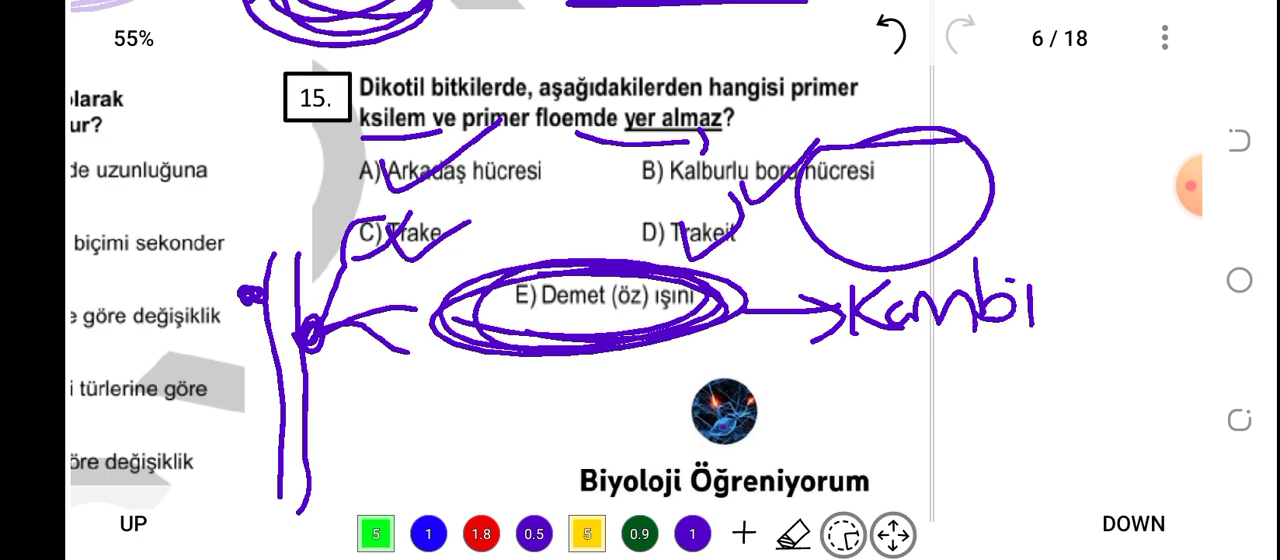 55%
6 / 18
larak
ur?
de uzunluğuna
biçimi sekonder
e göre değişiklik
i türlerine göre
öre değişiklik
15.
Dikotil bitkilerde, aşağıdakilerden hangisi primer
ksilem ve primer floemde yer almaz?
A) Arkadaş hücresi
B) Kalburlu boru hücresi
C) Trake
D) Trakeit
E) Demet (öz) ışını
Kambi
Biyoloji Öğreniyorum
UP
5
1
1.8
0.5
5
0.9
1
DOWN